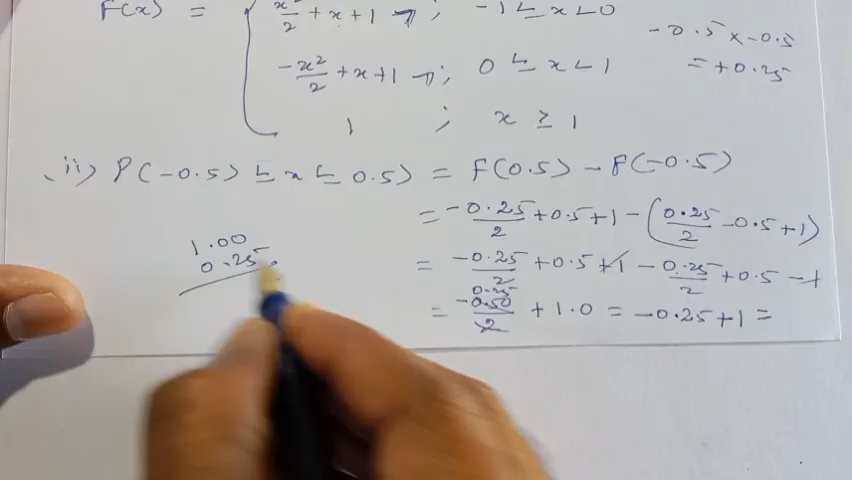 F(x) = { x²/2 + x + 1 ; -1 ≤ x < 0
-x²/2 + x + 1 ; 0 ≤ x < 1
1 ; x ≥ 1
-0.5 x -0.5
= +0.25
ii) P(-0.5) ≤ x ≤ 0.5) = F(0.5) - F(-0.5)
= -0.25/2 + 0.5 + 1 - (0.25/2 - 0.5 + 1)
= -0.25/2 + 0.5 + 1 - 0.25/2 + 0.5 - 1
0.25
= -0.50/2 + 1.0 = -0.25 + 1 =
1.00
0.25